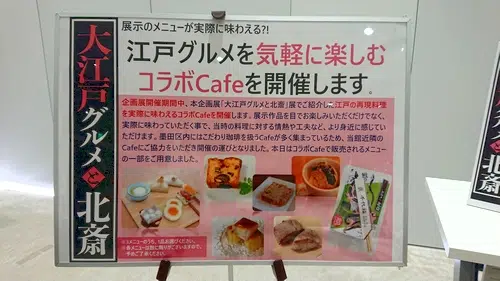 大江戸グルメと北斎
展示のメニューが実際に味わえる?!
江戸グルメを気軽に楽しむ
コラボCafeを開催します。
企画展開催期間中、本企画展「大江戸グルメと北斎」展でご紹介した江戸の再現料理
を実際に味わえるコラボCafeを開催します。展示作品を目でお楽しみいただくだけでなく、
実際に味わっていただく事で、当時の料理に対する情熱や工夫など、より身近に感じてい
ただけます。墨田区内にはこだわり珈琲を扱うCafeが多く集まっているため、当館近隣の
Cafeにご協力をいただき開催の運びとなりました。本日はコラボCafeで販売されるメニュー
の一部をご用意しました。